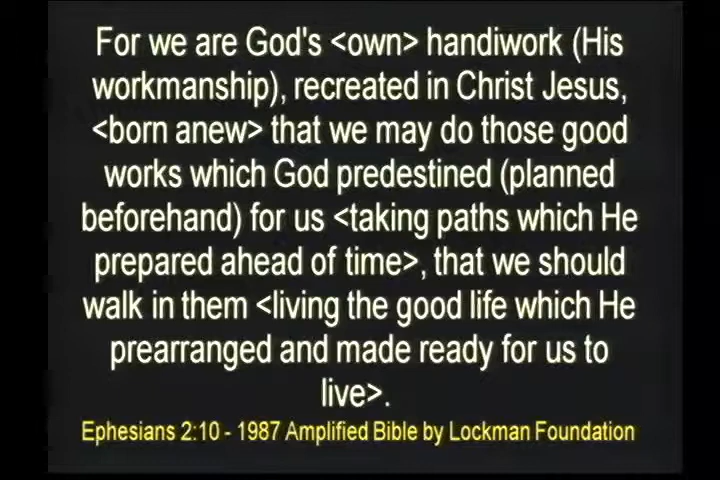 For we are God's <own> handiwork (His
workmanship), recreated in Christ Jesus,
<born anew> that we may do those good
works which God predestined (planned
beforehand) for us <taking paths which He
prepared ahead of time>, that we should
walk in them <living the good life which He
prearranged and made ready for us to
live>.
Ephesians 2:10 - 1987 Amplified Bible by Lockman Foundation